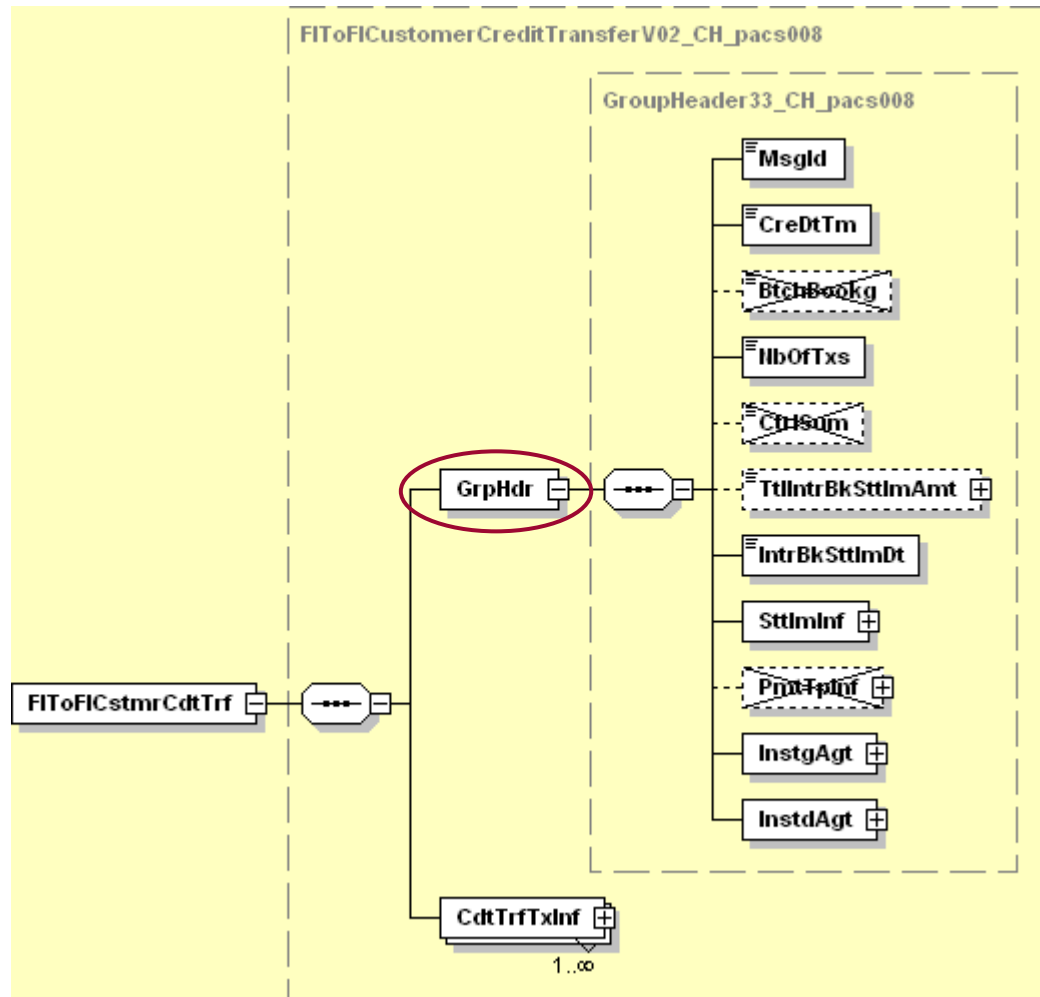 FIToFICustomerCreditTransferV02_CH_pacs008
GroupHeader33_CH_pacs008
MsgId
CreDtTm
BtchBookg
NbOfTxs
CtrlSum
GrpHdr
TtlIntrBkSttlmAmt
IntrBkSttlmDt
SttlmInf
FIToFICstmrCdtTrf
PmtTpInf
InstgAgt
InstdAgt
CdtTrfTxInf
1..∞